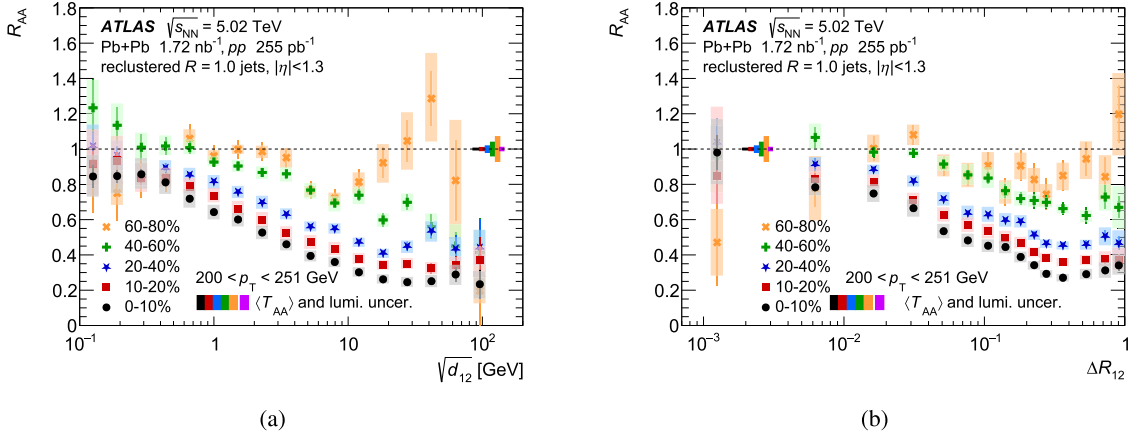 R_AA
1.8
1.6
1.4
1.2
1
0.8
0.6
0.4
0.2
0
ATLAS √s_NN = 5.02 TeV
Pb+Pb 1.72 nb⁻¹, pp 255 pb⁻¹
reclustered R = 1.0 jets, |η|<1.3
60-80%
40-60%
20-40%
10-20%
0-10%
200 < p_T < 251 GeV
⟨T_AA⟩ and lumi. uncer.
10⁻¹ 1 10 10²
√d_12 [GeV]
(a)
R_AA
1.8
1.6
1.4
1.2
1
0.8
0.6
0.4
0.2
0
ATLAS √s_NN = 5.02 TeV
Pb+Pb 1.72 nb⁻¹, pp 255 pb⁻¹
reclustered R = 1.0 jets, |η|<1.3
60-80%
40-60%
20-40%
10-20%
0-10%
200 < p_T < 251 GeV
⟨T_AA⟩ and lumi. uncer.
10⁻³ 10⁻² 10⁻¹ 1
ΔR_12
(b)